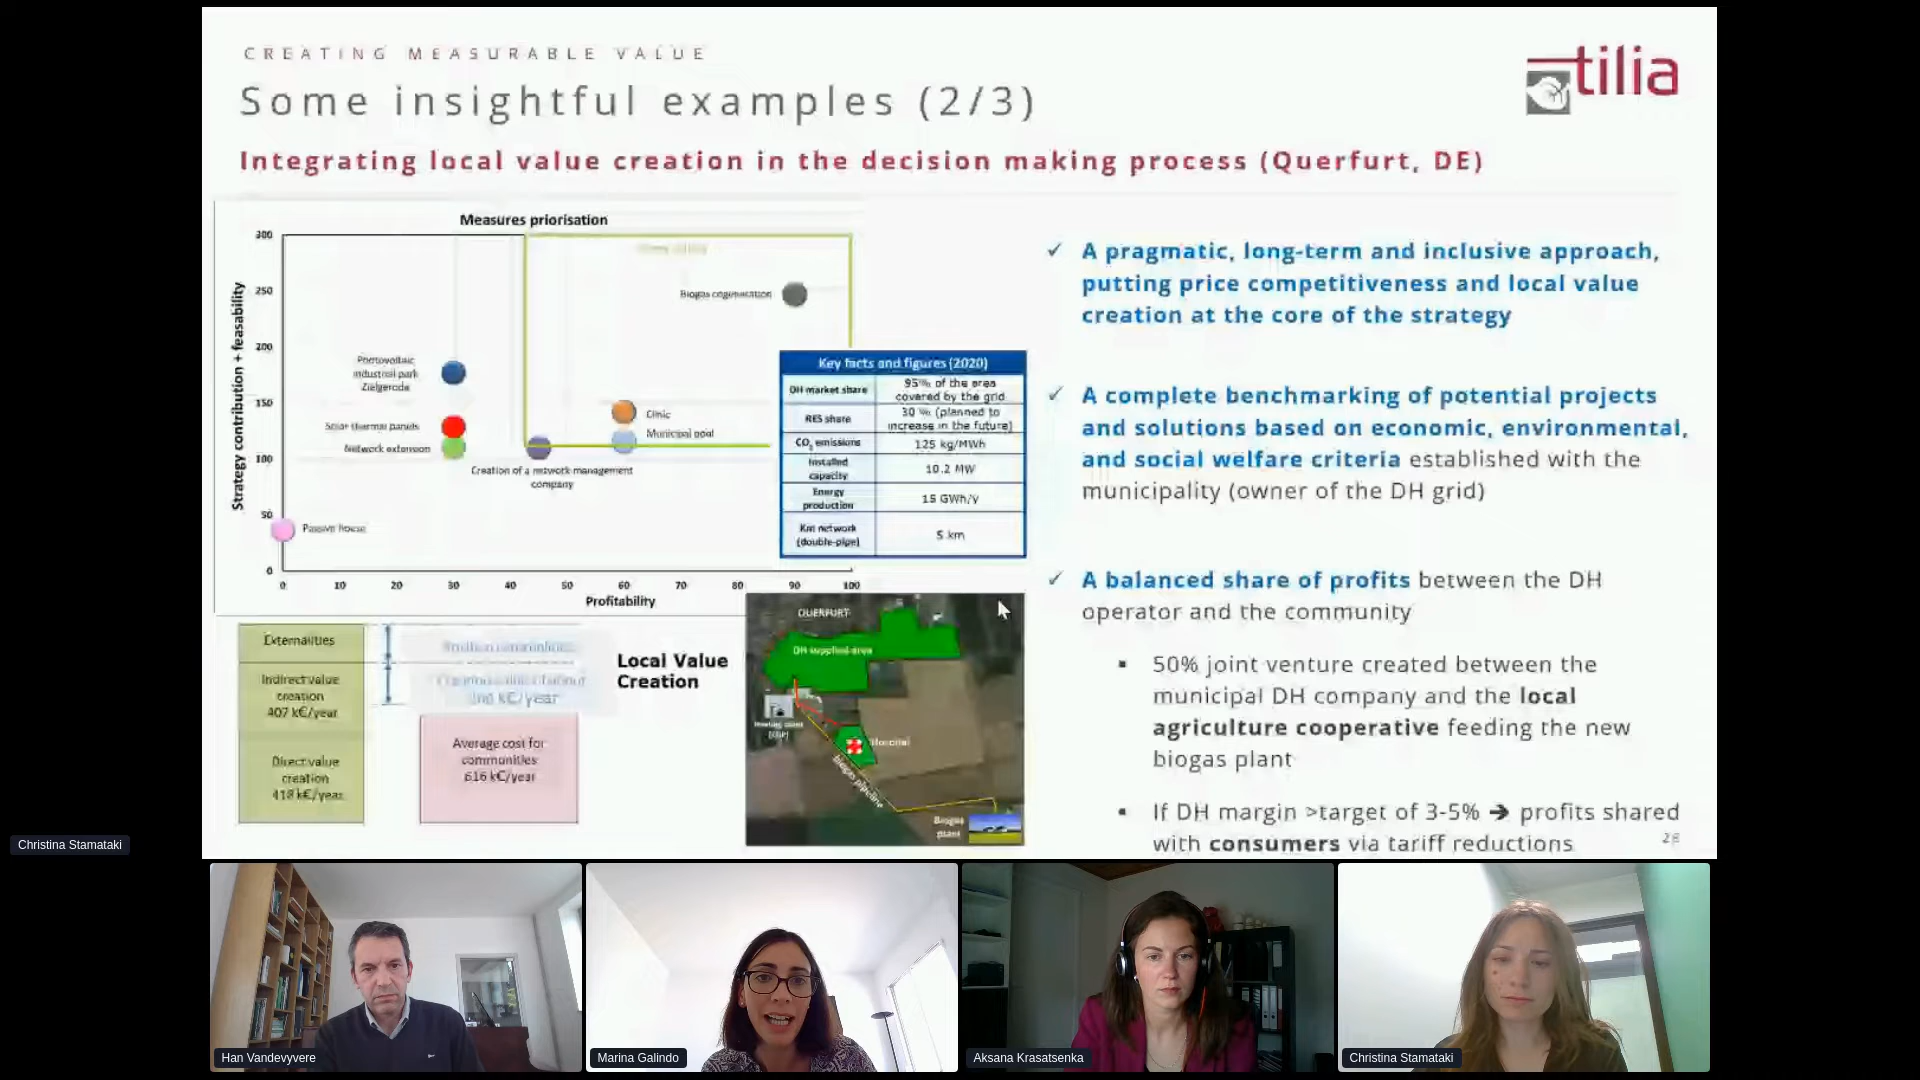 CREATING MEASURABLE VALUE
Some insightful examples (2/3)
tilia
Integrating local value creation in the decision making process (Querfurt, DE)
Measures priorisation
Strategy contribution + feasability
300
250
200
150
100
50
0
0 10 20 30 40 50 60 70 80 90 100
Profitability
Biogas cogeneration
Photovoltaic
industrial park
Zielgeroda
Solar thermal panels
Network extension
Clinic
Municipal pool
Creation of a network management
company
Passive house
Key facts and figures (2020)
DH market share 95% of the area
covered by the grid
RES share 30 % (planned to
increase in the future)
CO2 emissions 125 kg/MWh
Installed
capacity 10.2 MW
Energy
production 15 GWh/y
Km network
(double-pipe) 5 km
Externalities
Indirect value
creation
407 k€/year
Direct value
creation
418 k€/year
k€/year
Average cost for
communities
616 k€/year
Local Value
Creation
QUERFURT
DH supplied area
Hospital
biogas pipeline
Biogas
plant
✓ A pragmatic, long-term and inclusive approach,
putting price competitiveness and local value
creation at the core of the strategy
✓ A complete benchmarking of potential projects
and solutions based on economic, environmental,
and social welfare criteria established with the
municipality (owner of the DH grid)
✓ A balanced share of profits between the DH
operator and the community
▪ 50% joint venture created between the
municipal DH company and the local
agriculture cooperative feeding the new
biogas plant
▪ If DH margin >target of 3-5% ➔ profits shared
with consumers via tariff reductions
Christina Stamataki
Han Vandevyvere
Marina Galindo
Aksana Krasatsenka
Christina Stamataki